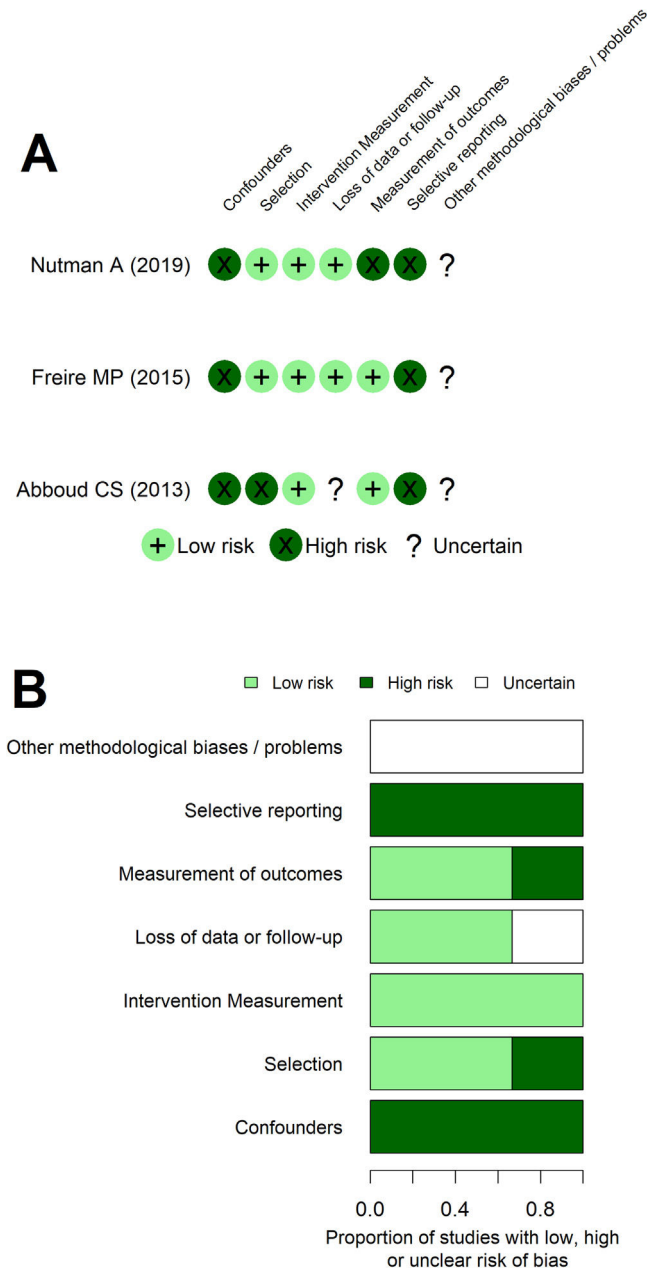 A
Confounders
Selection
Intervention Measurement
Loss of data or follow-up
Measurement of outcomes
Selective reporting
Other methodological biases / problems
Nutman A (2019) X + + + X X ?
Freire MP (2015) X + + + + X ?
Abboud CS (2013) X X + ? + X ?
+ Low risk X High risk ? Uncertain
B
Low risk High risk Uncertain
Other methodological biases / problems
Selective reporting
Measurement of outcomes
Loss of data or follow-up
Intervention Measurement
Selection
Confounders
0.0 0.4 0.8
Proportion of studies with low, high
or unclear risk of bias